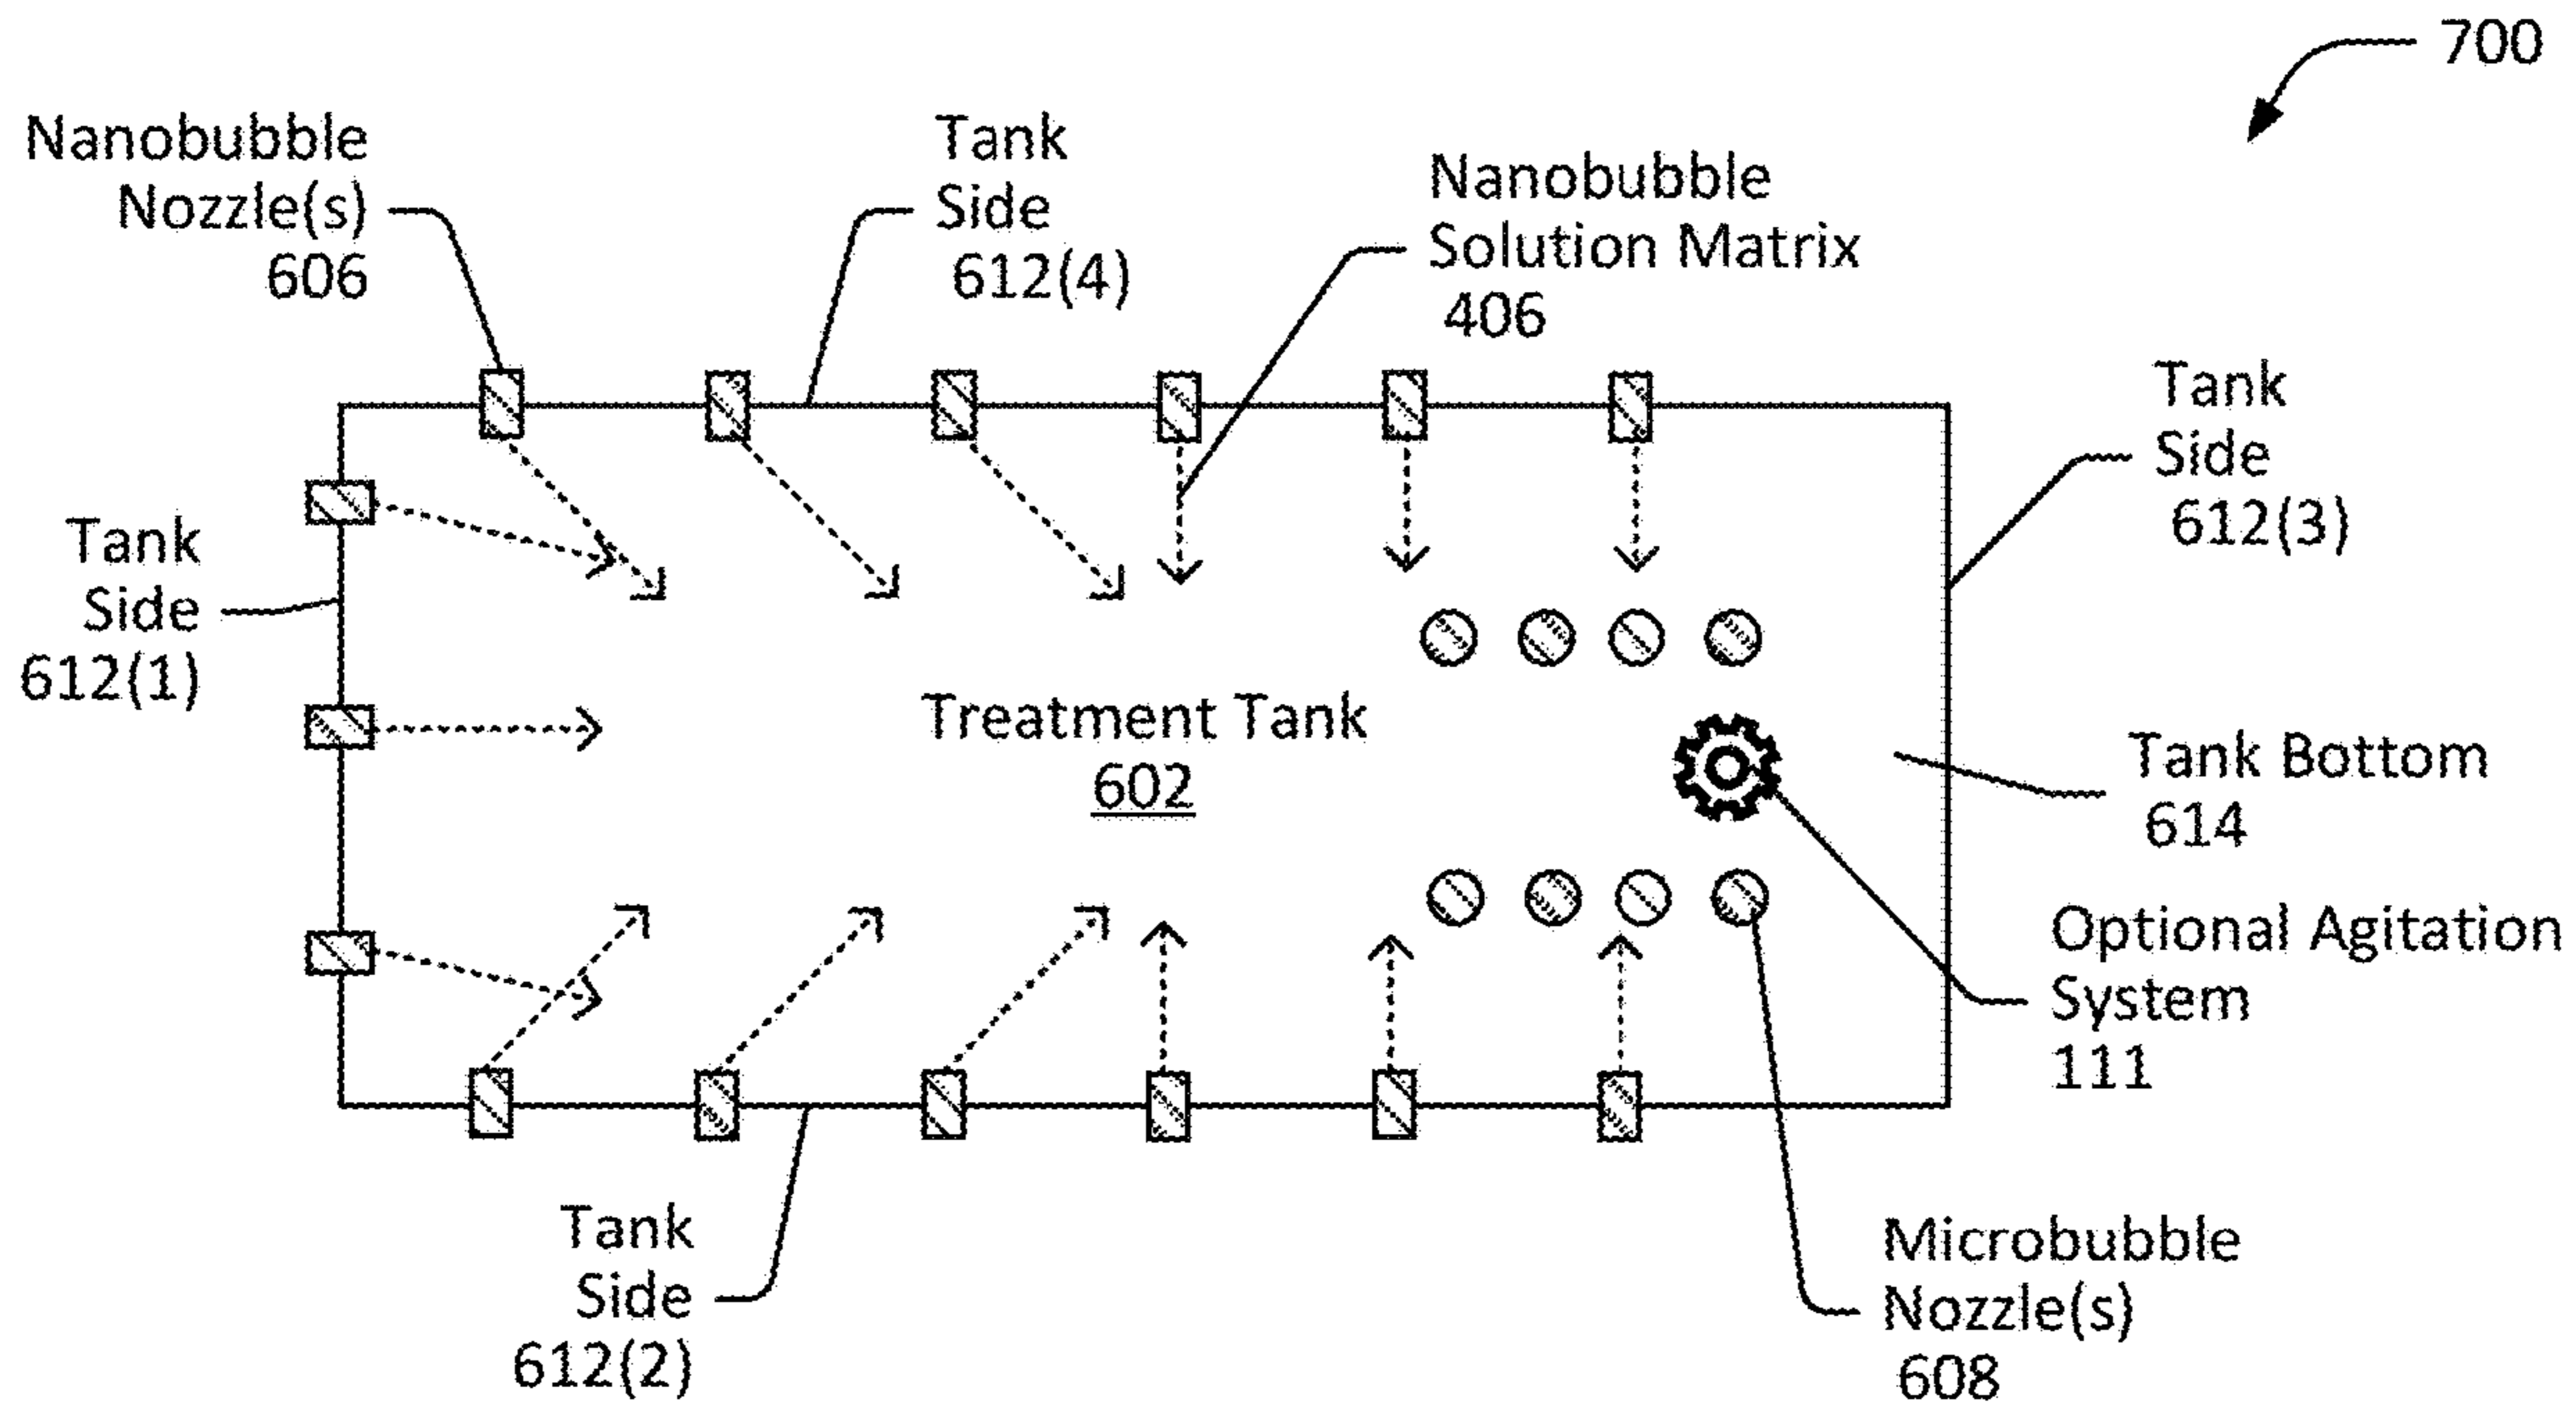 700
Nanobubble
Nozzle(s)
606
Tank
Side
612(4)
Nanobubble
Solution Matrix
406
Tank
Side
612(3)
Tank
Side
612(1)
Treatment Tank
602
Tank Bottom
614
Optional Agitation
System
111
Tank
Side
612(2)
Microbubble
Nozzle(s)
608